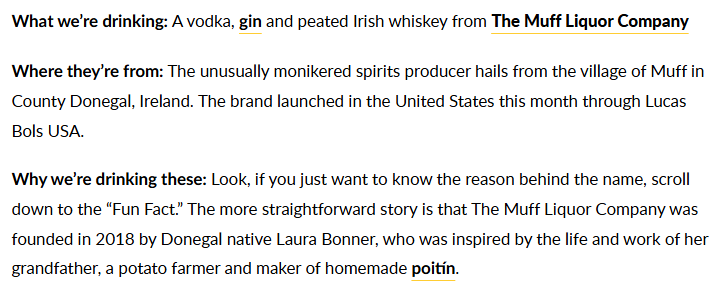 What we're drinking: A vodka, gin and peated Irish whiskey from The Muff Liquor Company
Where they're from: The unusually monikered spirits producer hails from the village of Muff in
County Donegal, Ireland. The brand launched in the United States this month through Lucas
Bols USA.
Why we're drinking these: Look, if you just want to know the reason behind the name, scroll
down to the “Fun Fact.” The more straightforward story is that The Muff Liquor Company was
founded in 2018 by Donegal native Laura Bonner, who was inspired by the life and work of her
grandfather, a potato farmer and maker of homemade poitín.